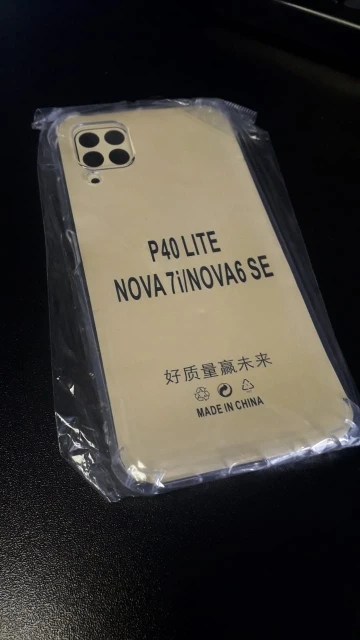 P40 LITE
NOVA 7i/NOVA6 SE
好质量赢未来
MADE IN CHINA